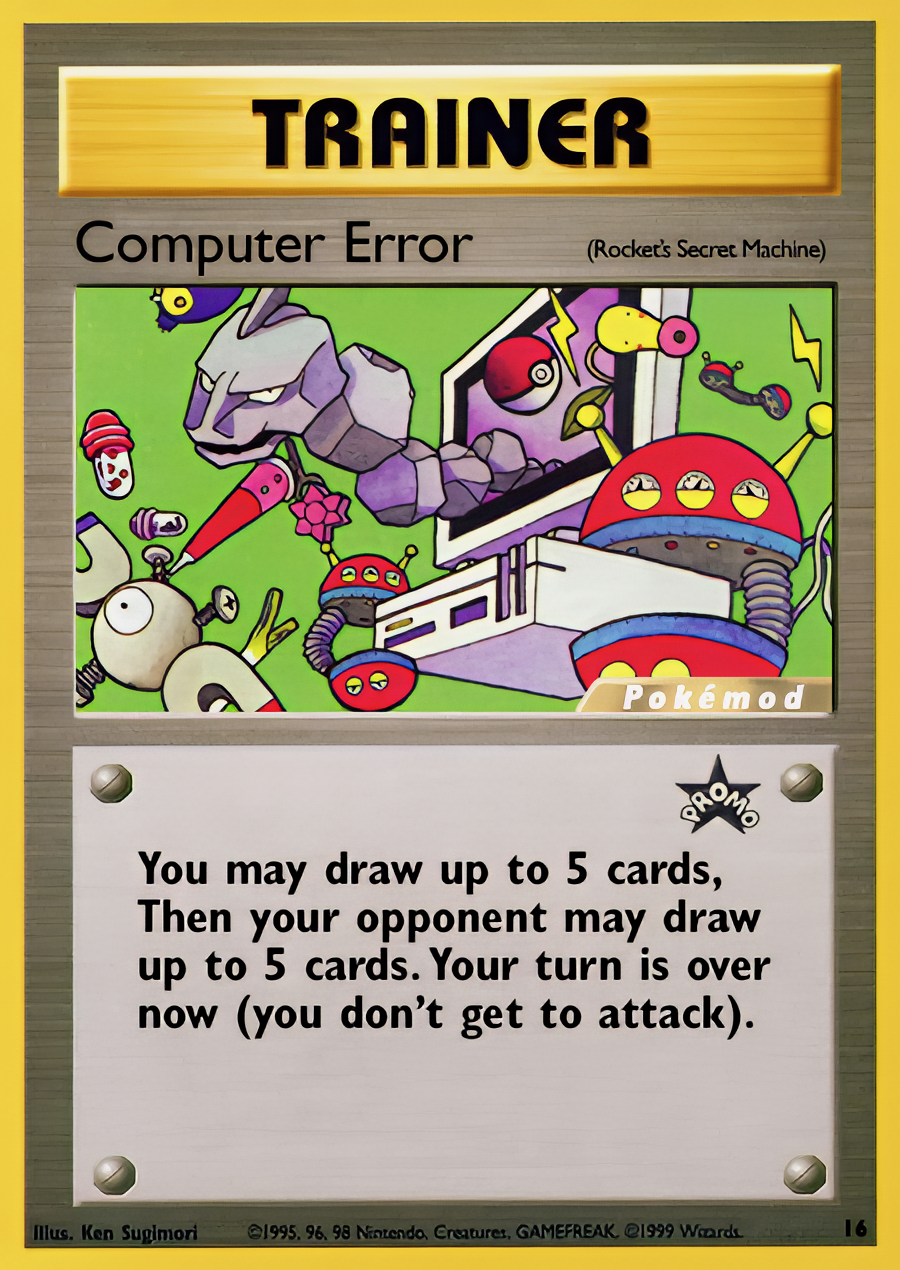 TRAINER
Computer Error (Rocket's Secret Machine)
Pokémod
PROMO
You may draw up to 5 cards,
Then your opponent may draw
up to 5 cards. Your turn is over
now (you don't get to attack).
Illus. Ken Sugimori ©1995, 96, 98 Nintendo, Creatures, GAMEFREAK. ©1999 Wizards. 16